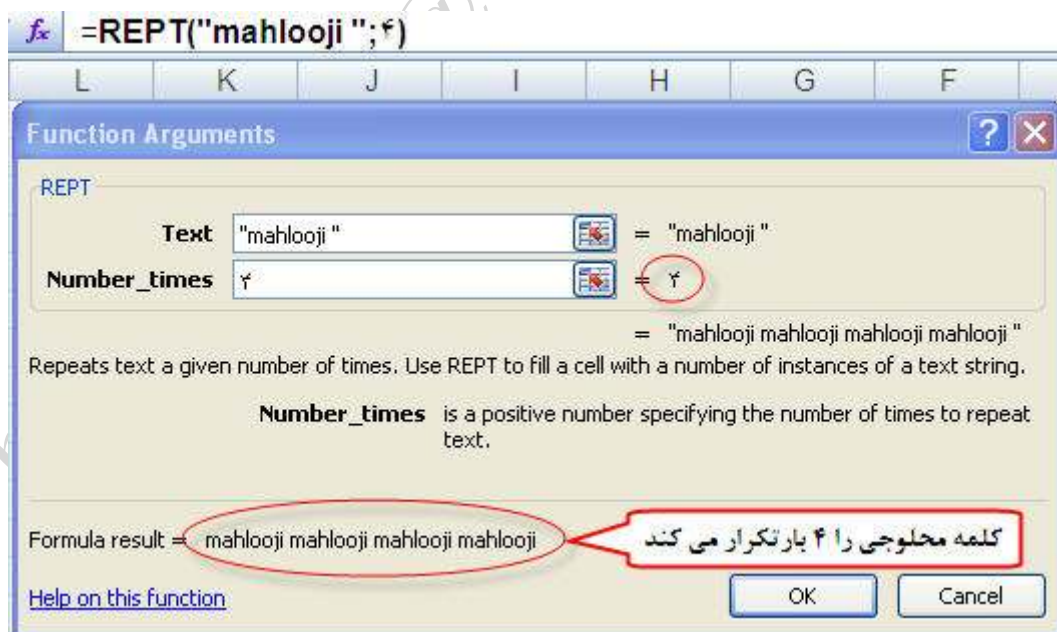 =REPT("mahlooji ";۴)
L K J I H G F
Function Arguments
REPT
Text "mahlooji " = "mahlooji "
Number_times ۴ = ۴
= "mahlooji mahlooji mahlooji mahlooji "
Repeats text a given number of times. Use REPT to fill a cell with a number of instances of a text string.
Number_times is a positive number specifying the number of times to repeat
text.
Formula result = mahlooji mahlooji mahlooji mahlooji
کلمه محلوجی را ۴ بارتکرار می کند
Help on this function OK Cancel